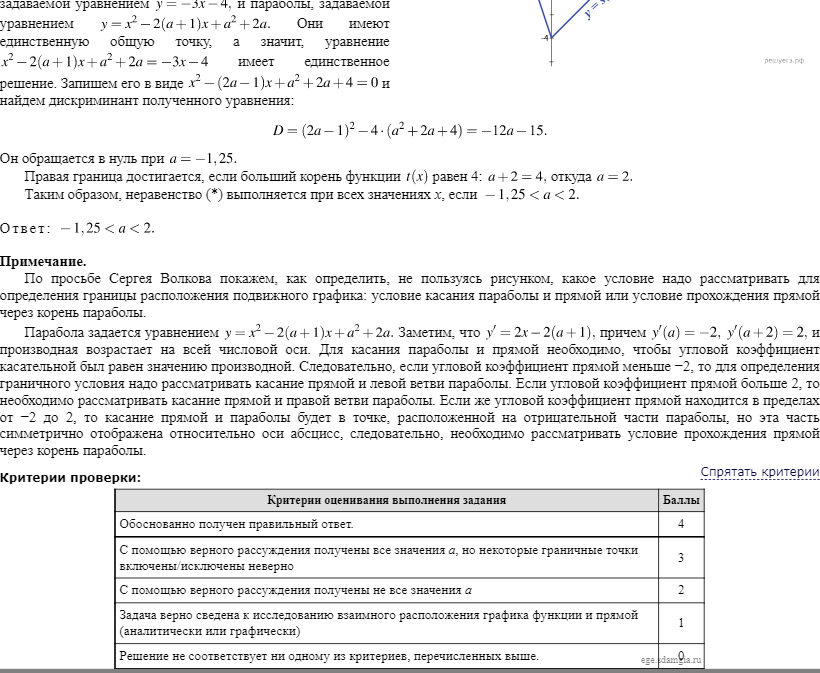 задаваемой уравнением y = −3x − 4, и параболы, задаваемой
уравнением y = x² − 2(a + 1)x + a² + 2a. Они имеют
единственную общую точку, а значит, уравнение
x² − 2(a + 1)x + a² + 2a = −3x − 4 имеет единственное
решение. Запишем его в виде x² − (2a − 1)x + a² + 2a + 4 = 0 и
найдем дискриминант полученного уравнения:
−4
решуегэ.рф
D = (2a − 1)² − 4 · (a² + 2a + 4) = −12a − 15.
Он обращается в нуль при a = −1,25.
Правая граница достигается, если больший корень функции t(x) равен 4: a + 2 = 4, откуда a = 2.
Таким образом, неравенство (*) выполняется при всех значениях x, если −1,25 < a < 2.
Ответ: −1,25 < a < 2.
Примечание.
По просьбе Сергея Волкова покажем, как определить, не пользуясь рисунком, какое условие надо рассматривать для
определения границы расположения подвижного графика: условие касания параболы и прямой или условие прохождения прямой
через корень параболы.
Парабола задается уравнением y = x² − 2(a + 1)x + a² + 2a. Заметим, что y′ = 2x − 2(a + 1), причем y′(a) = −2, y′(a + 2) = 2, и
производная возрастает на всей числовой оси. Для касания параболы и прямой необходимо, чтобы угловой коэффициент
касательной был равен значению производной. Следовательно, если угловой коэффициент прямой меньше −2, то для определения
граничного условия надо рассматривать касание прямой и левой ветви параболы. Если угловой коэффициент прямой больше 2, то
необходимо рассматривать касание прямой и правой ветви параболы. Если же угловой коэффициент прямой находится в пределах
от −2 до 2, то касание прямой и параболы будет в точке, расположенной на отрицательной части параболы, но эта часть
симметрично отображена относительно оси абсцисс, следовательно, необходимо рассматривать условие прохождения прямой
через корень параболы.
Спрятать критерии
Критерии проверки:
Критерии оценивания выполнения задания Баллы
Обоснованно получен правильный ответ. 4
С помощью верного рассуждения получены все значения a, но некоторые граничные точки
включены/исключены неверно 3
С помощью верного рассуждения получены не все значения a 2
Задача верно сведена к исследованию взаимного расположения графика функции и прямой
(аналитически или графически) 1
Решение не соответствует ни одному из критериев, перечисленных выше. 0
ege.sdamgia.ru